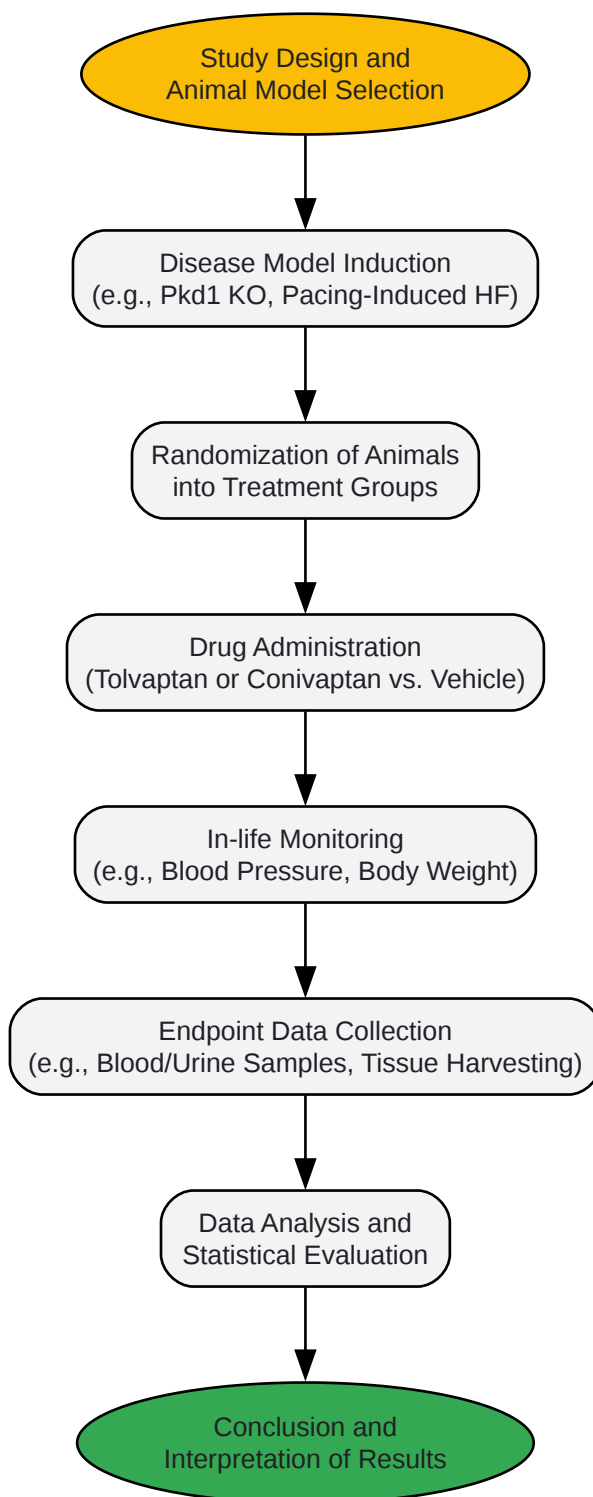 Study Design and
Animal Model Selection
Disease Model Induction
(e.g., Pkd1 KO, Pacing-Induced HF)
Randomization of Animals
into Treatment Groups
Drug Administration
(Tolvaptan or Conivaptan vs. Vehicle)
In-life Monitoring
(e.g., Blood Pressure, Body Weight)
Endpoint Data Collection
(e.g., Blood/Urine Samples, Tissue Harvesting)
Data Analysis and
Statistical Evaluation
Conclusion and
Interpretation of Results